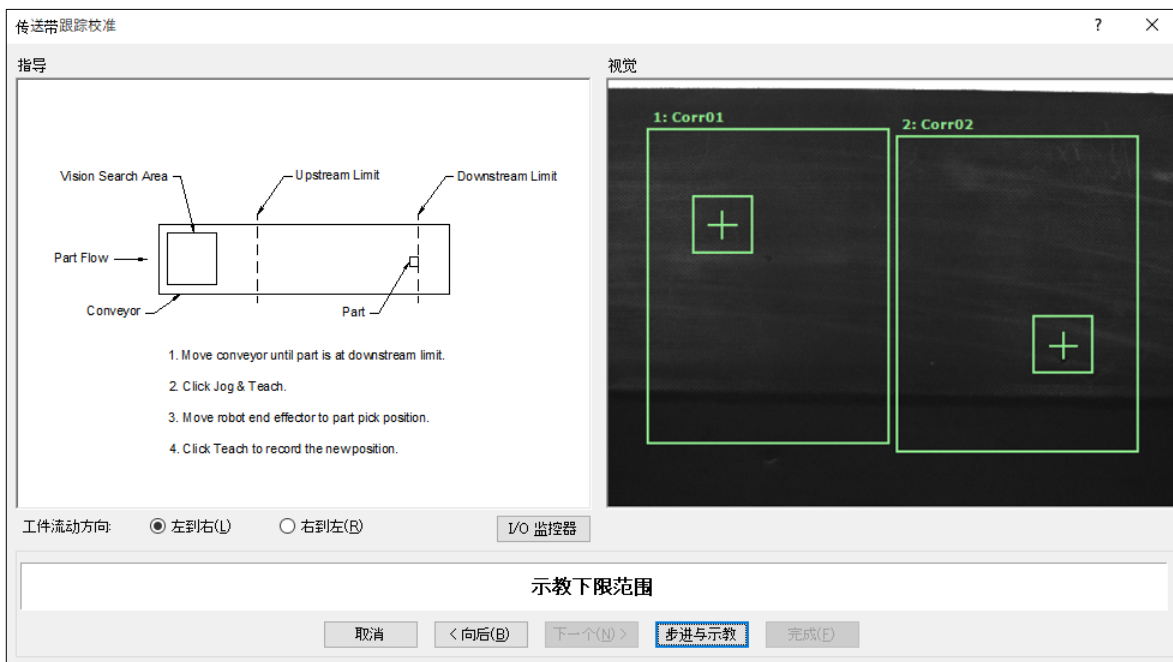 传送带跟踪校准
?
指导
视觉
Vision Search Area
Upstream Limit
Downstream Limit
Part Flow
Conveyor
Part
1. Move conveyor until part is at downstream limit.
2. Click Jog & Teach.
3. Move robot end effector to part pick position.
4. Click Teach to record the newposition.
1: Corr01
2: Corr02
工件流动方向: 左到右(L) 右到左(R) I/O 监控器
示教下限范围
取消 < 向后(B) 下一个(N) > 步进与示教 完成(F)